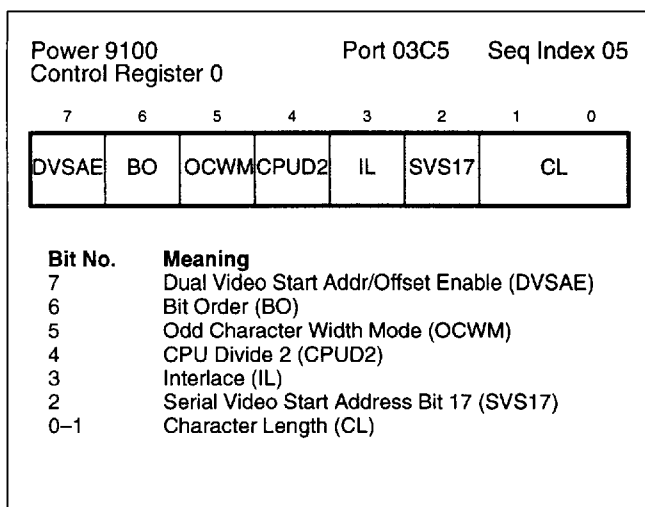 Power 9100 Port 03C5 Seq Index 05
Control Register 0
7 6 5 4 3 2 1 0
DVSAE BO OCWM CPUD2 IL SVS17 CL
Bit No. Meaning
7 Dual Video Start Addr/Offset Enable (DVSAE)
6 Bit Order (BO)
5 Odd Character Width Mode (OCWM)
4 CPU Divide 2 (CPUD2)
3 Interlace (IL)
2 Serial Video Start Address Bit 17 (SVS17)
0–1 Character Length (CL)